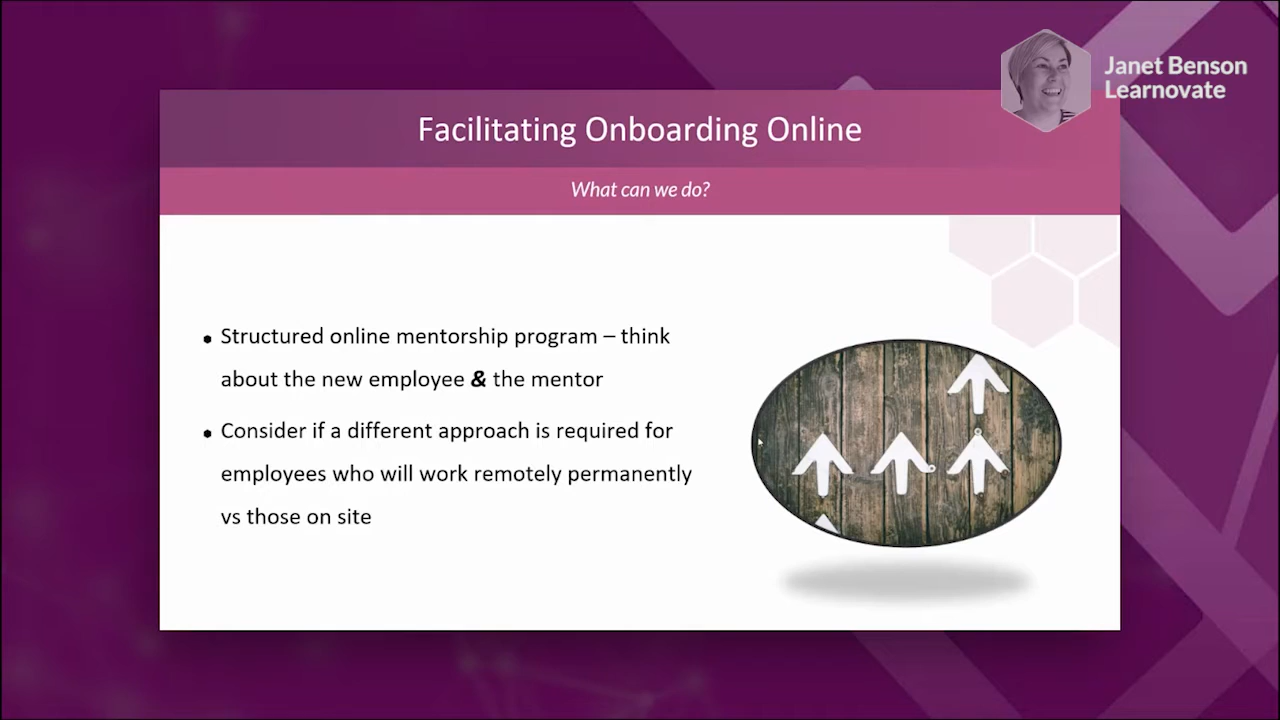 Janet Benson
Learnovate
Facilitating Onboarding Online
What can we do?
Structured online mentorship program – think
about the new employee & the mentor
Consider if a different approach is required for
employees who will work remotely permanently
vs those on site